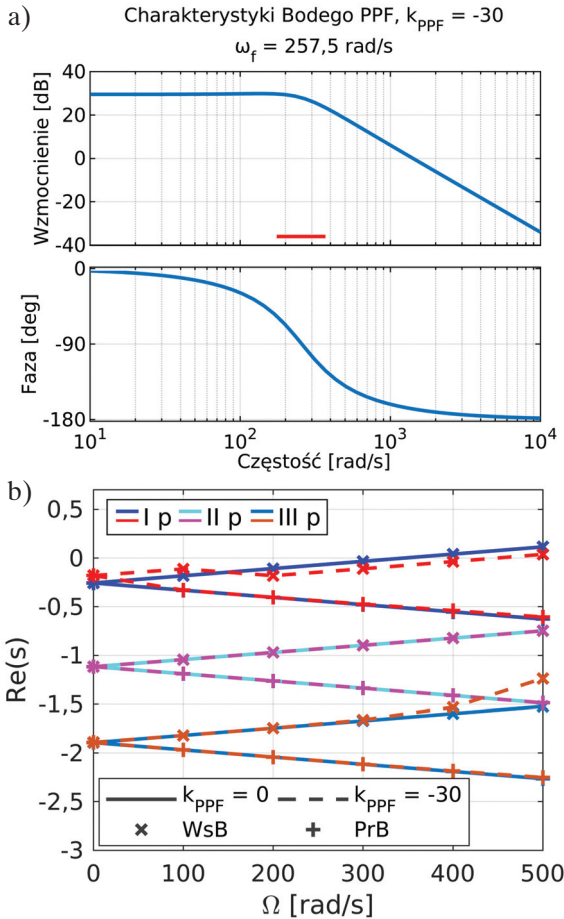 a)
Charakterystyki Bodego PPF, k_PPF = -30
ω_f = 257,5 rad/s
Wzmocnienie [dB]
40
20
0
-20
-40
Faza [deg]
0
-90
-180
10^1
10^2
10^3
10^4
Częstość [rad/s]
b)
I p II p III p
Re(s)
0,5
0
-0,5
-1
-1,5
-2
-2,5
-3
k_PPF = 0 k_PPF = -30
WsB PrB
0 100 200 300 400 500
Ω [rad/s]